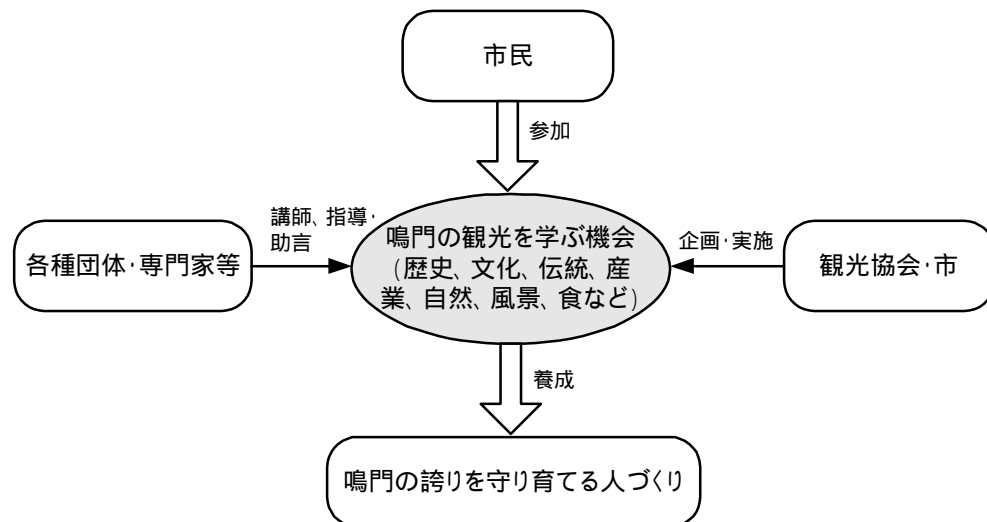 市民
参加
講師、指導・
助言
鳴門の観光を学ぶ機会
(歴史、文化、伝統、産
業、自然、風景、食など)
企画・実施
各種団体・専門家等
観光協会・市
養成
鳴門の誇りを守り育てる人づくり